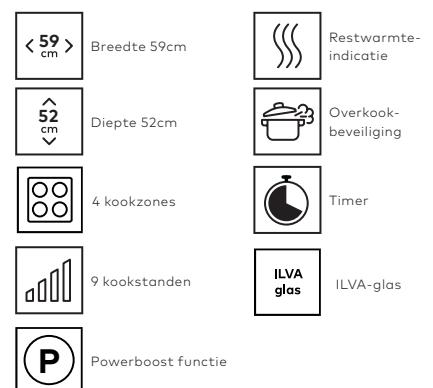 59
cm
Breedte 59cm
52
cm
Diepte 52cm
4 kookzones
9 kookstanden
P
Powerboost functie
Restwarmte-
indicatie
Overkook-
beveiliging
Timer
ILVA
glas
ILVA-glas